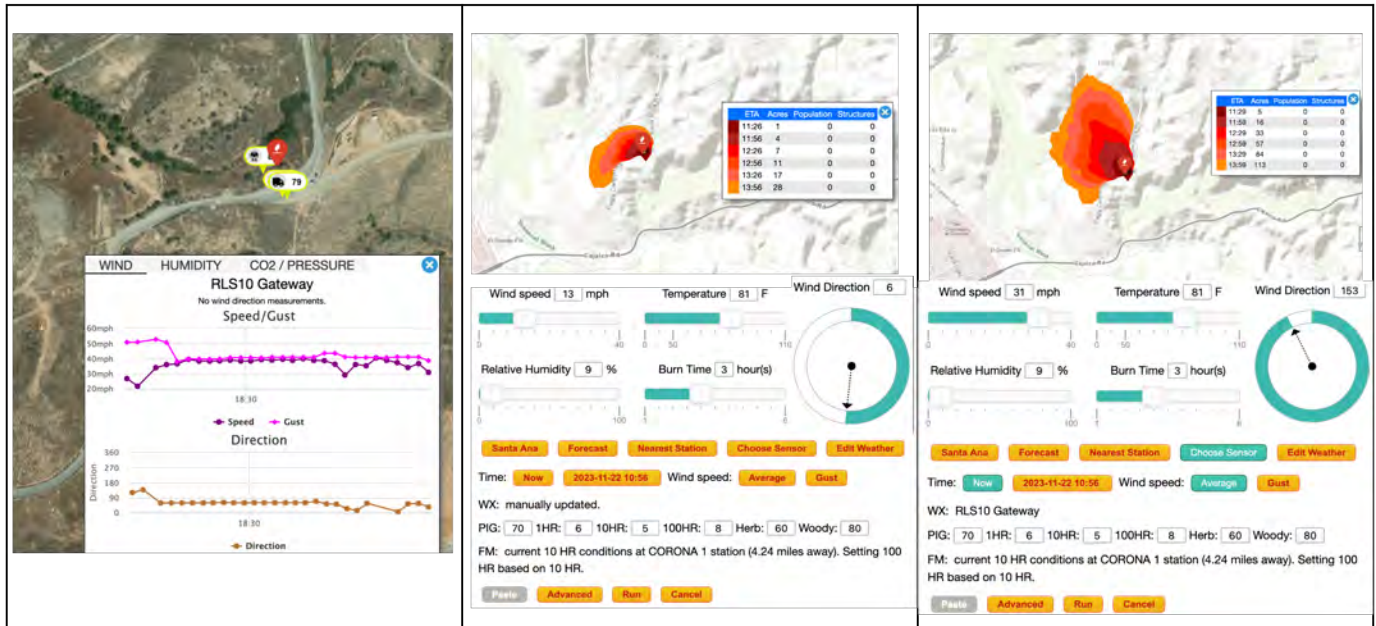 79
WIND HUMIDITY CO2 / PRESSURE
RLS10 Gateway
No wind direction measurements.
Speed/Gust
60mph
50mph
40mph
30mph
20mph
18:30
Speed Gust
Direction
360
270
180
90
0
Direction
18:30
Direction
ETA Acres Population Structures
11:26 1 0 0
11:56 4 0 0
12:26 7 0 0
12:56 11 0 0
13:26 17 0 0
13:56 28 0 0
Cajalco Rd
Wind speed 13 mph Temperature 81 F Wind Direction 6
40 30 110
Relative Humidity 9 % Burn Time 3 hour(s)
0 100 1 6
Santa Ana Forecast Nearest Station Choose Sensor Edit Weather
Time: Now 2023-11-22 10:56 Wind speed: Average Gust
WX: manually updated.
PIG: 70 1HR: 6 10HR: 5 100HR: 8 Herb: 60 Woody: 80
FM: current 10 HR conditions at CORONA 1 station (4.24 miles away). Setting 100
HR based on 10 HR.
Paste Advanced Run Cancel
ETA Acres Population Structures
11:29 5 0 0
11:59 16 0 0
12:29 33 0 0
12:59 57 0 0
13:29 84 0 0
13:59 113 0 0
Wind speed 31 mph Temperature 81 F Wind Direction 153
0 40 0 50 110
Relative Humidity 9 % Burn Time 3 hour(s)
0 100 1
Santa Ana Forecast Nearest Station Choose Sensor Edit Weather
Time: Now 2023-11-22 10:56 Wind speed: Average Gust
WX: RLS10 Gateway
PIG: 70 1HR: 6 10HR: 5 100HR: 8 Herb: 60 Woody: 80
FM: current 10 HR conditions at CORONA 1 station (4.24 miles away). Setting 100
HR based on 10 HR.
Paste Advanced Run Cancel